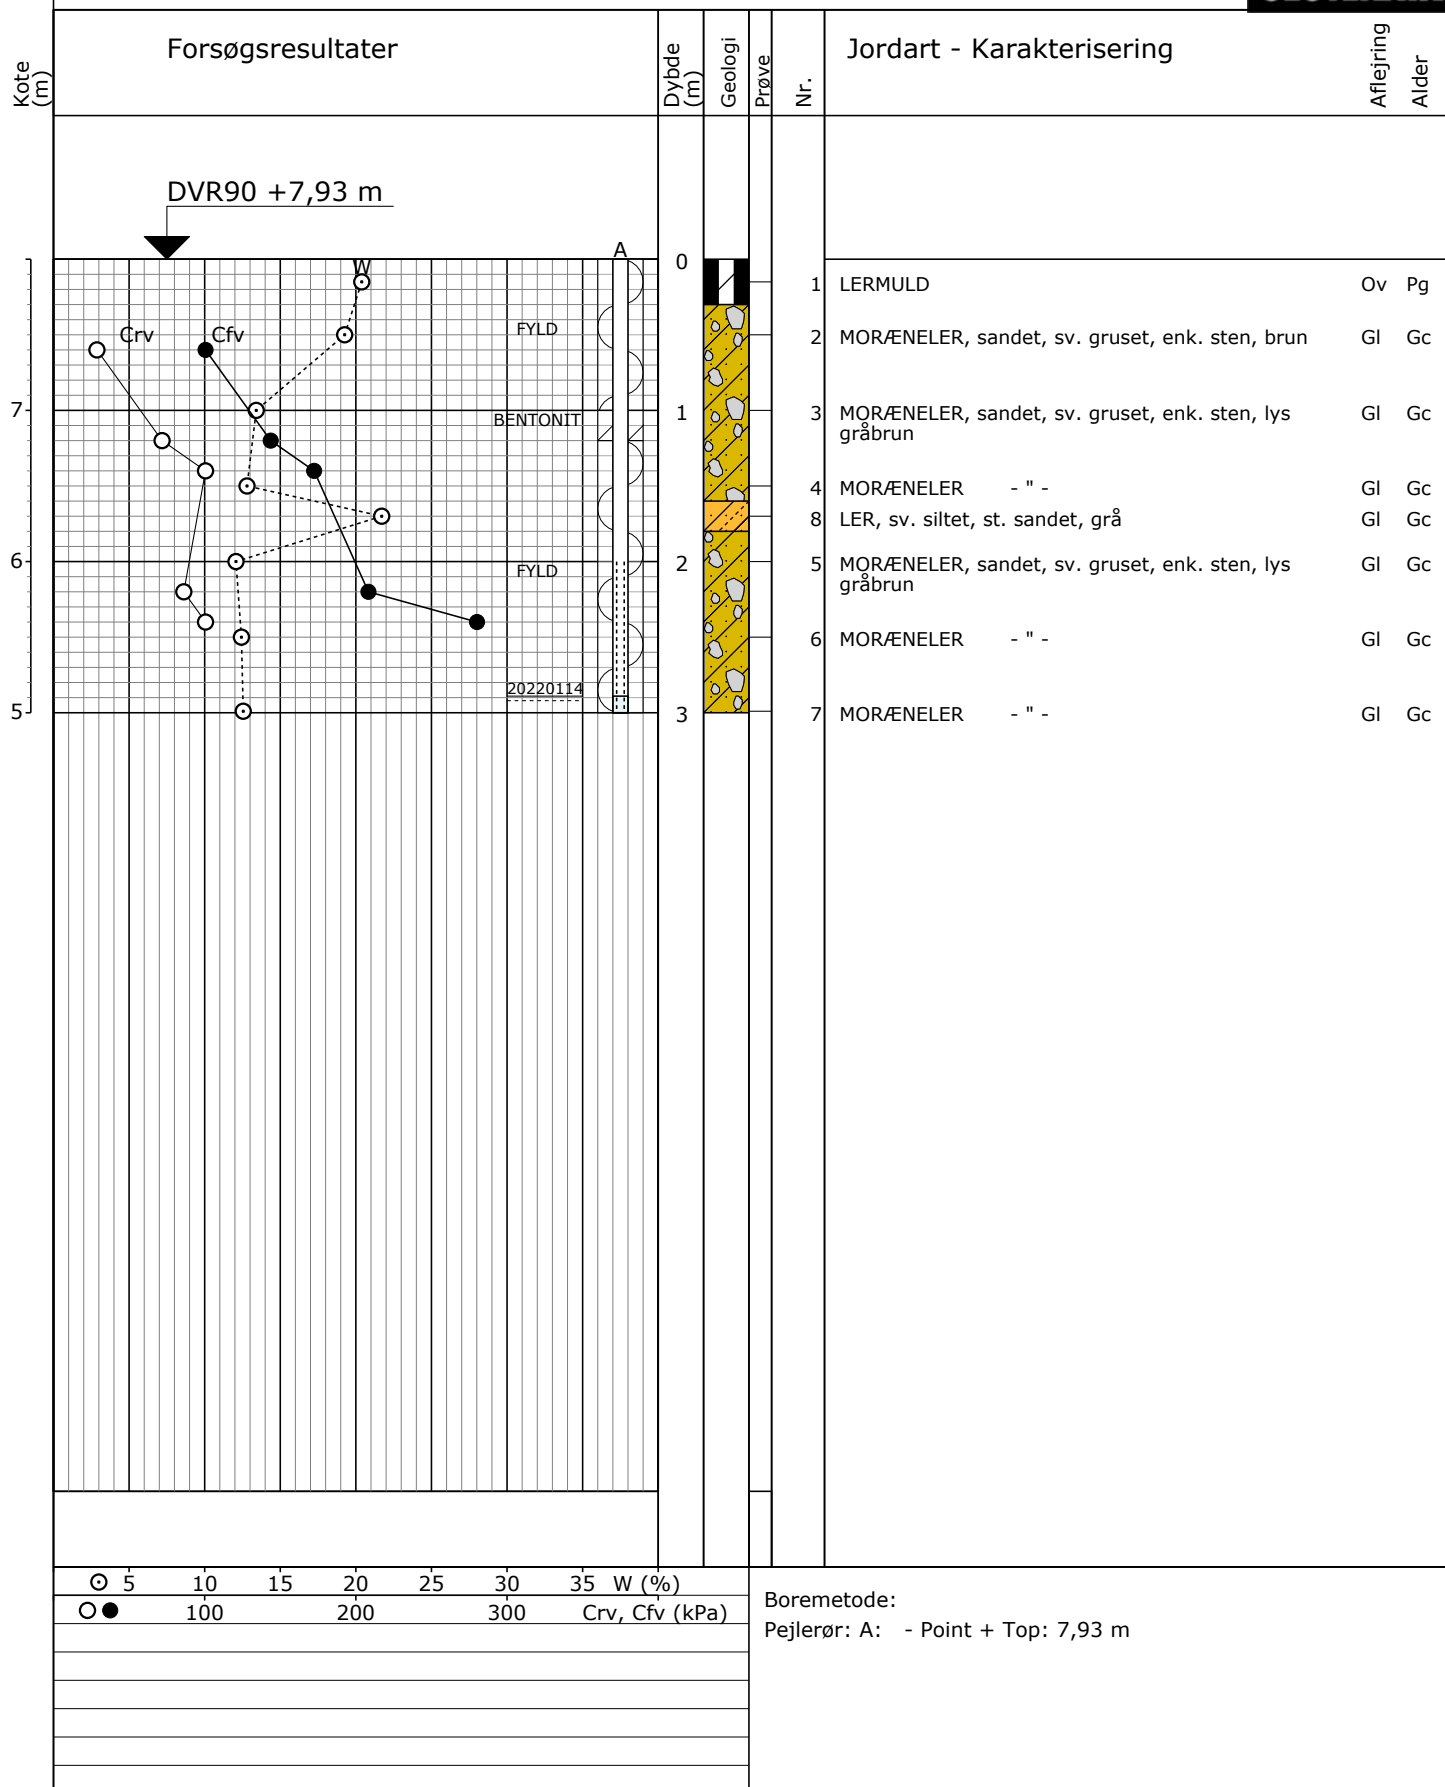 Kote
(m)
Forsøgsresultater
Dybde
(m)
Geologi
Prøve
Nr.
Jordart - Karakterisering
Aflejring
Alder
DVR90 +7,93 m
A
W
0
1 LERMULD Ov Pg
Crv
Cfv
FYLD
2 MORÆNELER, sandet, sv. gruset, enk. sten, brun Gl Gc
7
BENTONIT
1
3 MORÆNELER, sandet, sv. gruset, enk. sten, lys
gråbrun Gl Gc
4 MORÆNELER - " - Gl Gc
8 LER, sv. siltet, st. sandet, grå Gl Gc
6
FYLD
2
5 MORÆNELER, sandet, sv. gruset, enk. sten, lys
gråbrun Gl Gc
6 MORÆNELER - " - Gl Gc
20220114
5
3
7 MORÆNELER - " - Gl Gc
5 10 15 20 25 30 35 W (%)
100 200 300 Crv, Cfv (kPa)
Boremetode:
Pejlerør: A: - Point + Top: 7,93 m